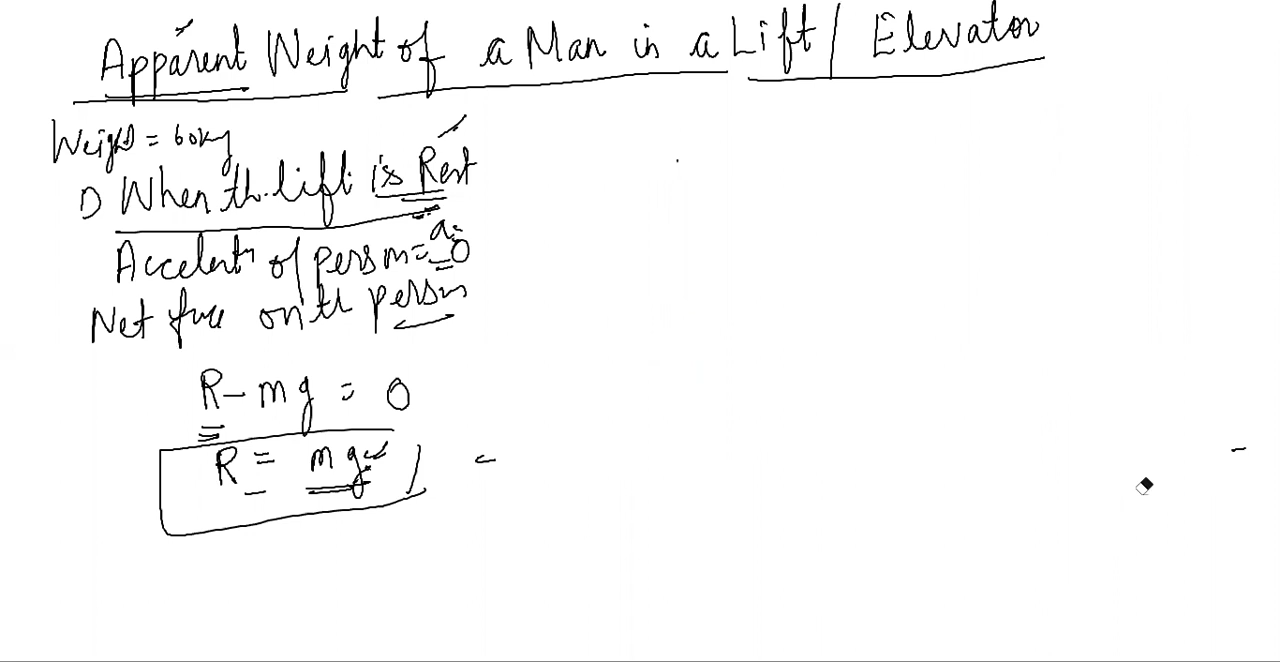 Apparent Weight of a Man in a Lift / Elevator
Weight = 60kg
1) When the lift is Rest
Accelertn of person = a = 0
Net force on the person
R - mg = 0
R = mg